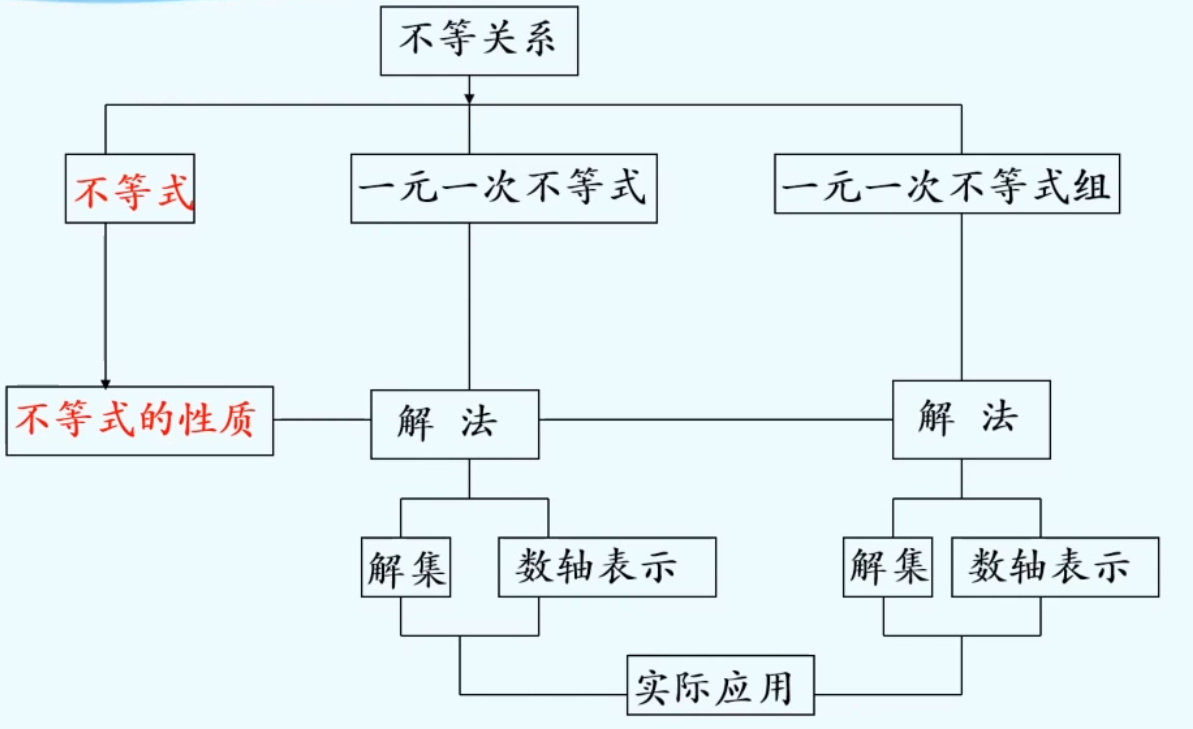 不等关系
不等式
一元一次不等式
一元一次不等式组
不等式的性质
解 法
解 法
解集
数轴表示
解集
数轴表示
实际应用